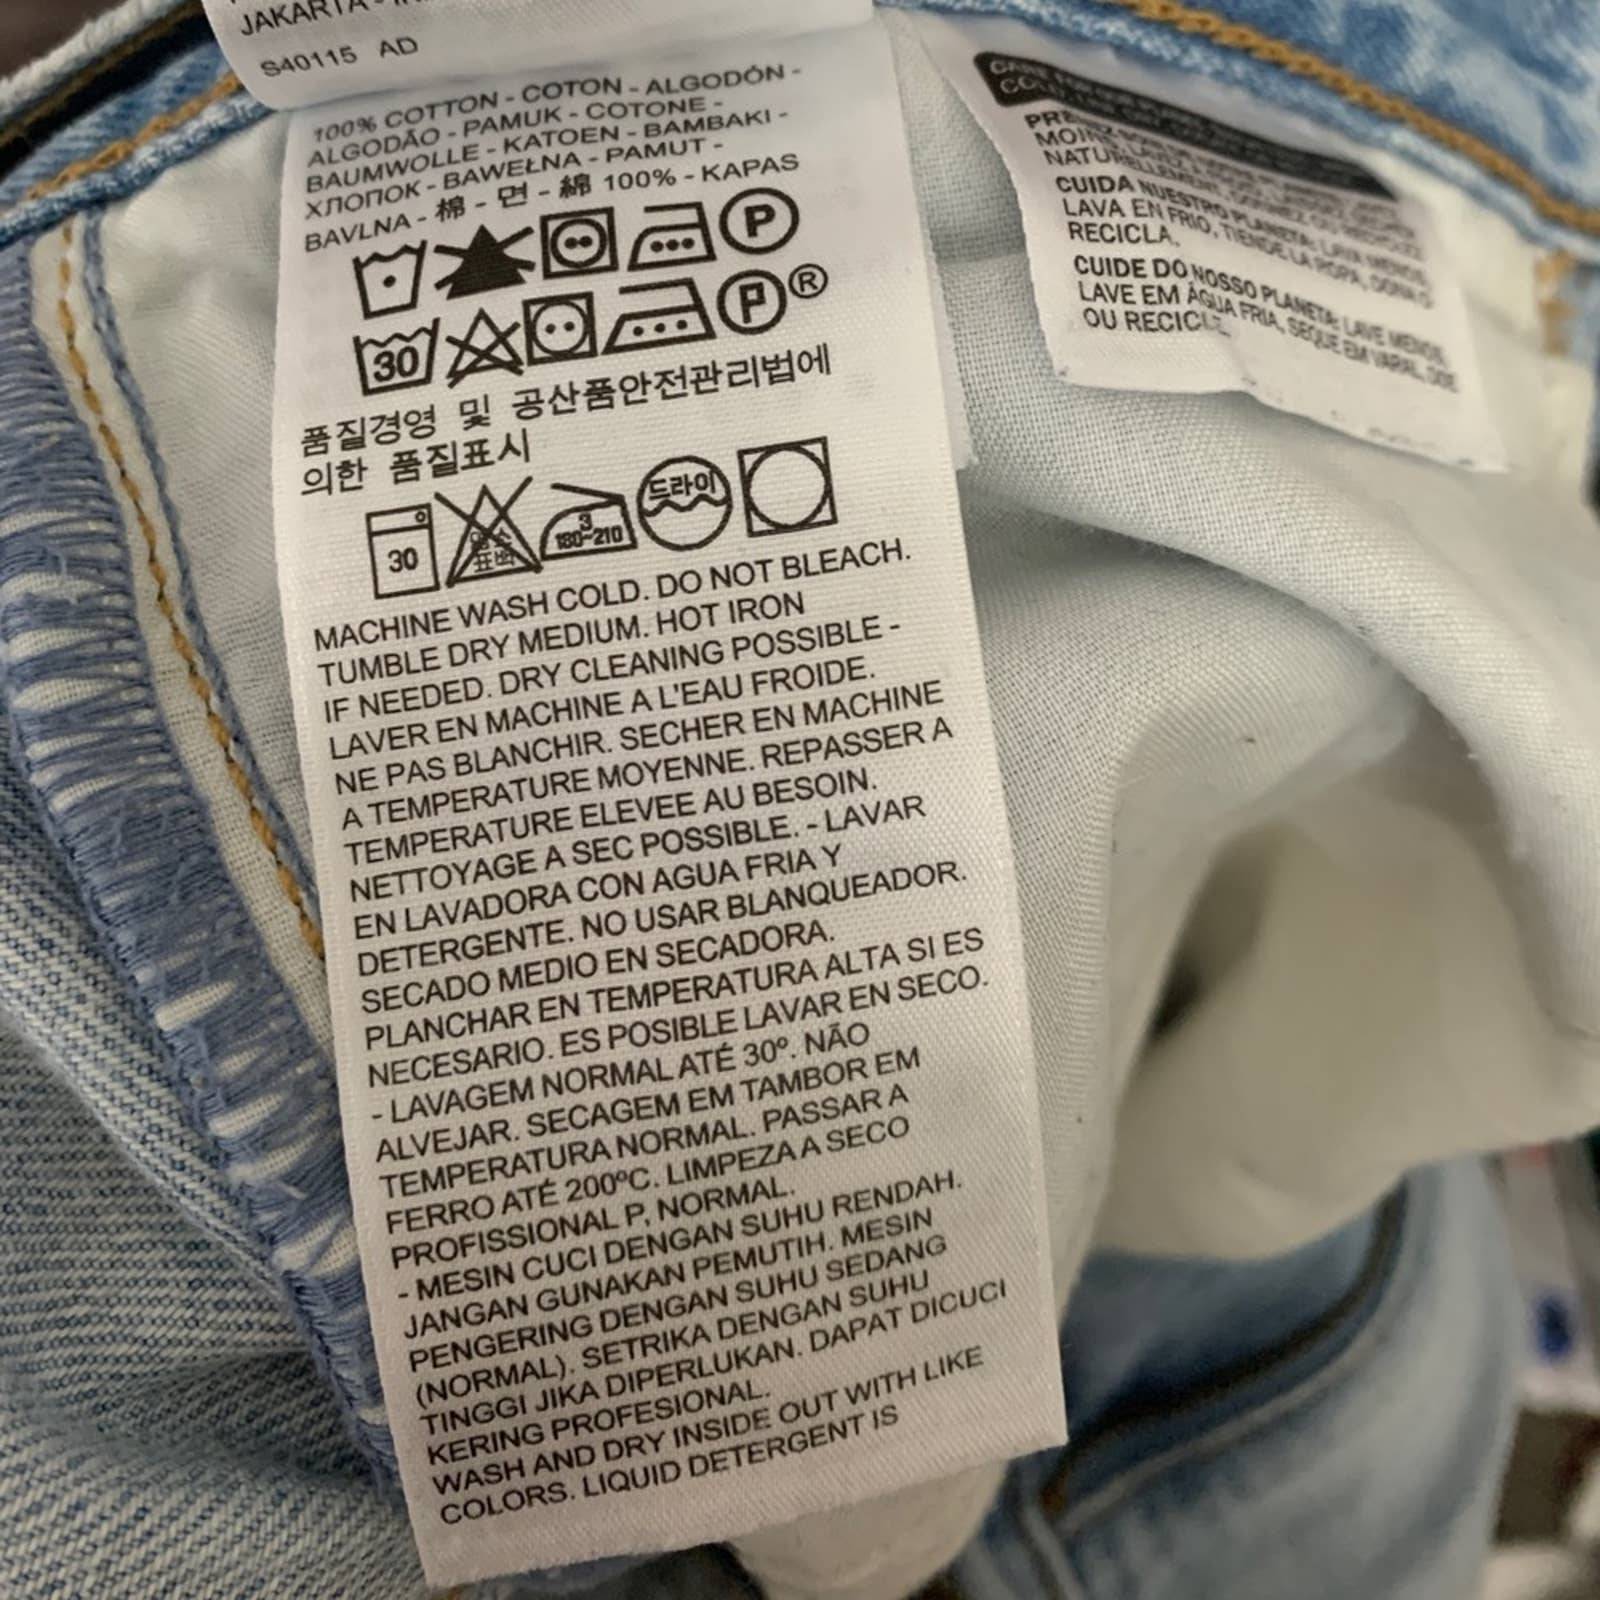 JAKARTA -
S40115 AD
100% COTTON - COTON - ALGODÓN -
ALGODÃO - PAMUK - COTONE -
BAUMWOLLE - KATOEN - BAMBAKI -
ХЛОПОК - BAWEŁNA - PAMUT -
BAVLNA - 棉 - 면 - 綿 100% - KAPAS
P
30 P ®
품질경영 및 공산품안전관리법에
의한 품질표시
30 3 180~210 드라이
MACHINE WASH COLD. DO NOT BLEACH.
TUMBLE DRY MEDIUM. HOT IRON
IF NEEDED. DRY CLEANING POSSIBLE -
LAVER EN MACHINE A L'EAU FROIDE.
NE PAS BLANCHIR. SECHER EN MACHINE
A TEMPERATURE MOYENNE. REPASSER A
TEMPERATURE ELEVEE AU BESOIN.
NETTOYAGE A SEC POSSIBLE. - LAVAR
EN LAVADORA CON AGUA FRIA Y
DETERGENTE. NO USAR BLANQUEADOR.
SECADO MEDIO EN SECADORA.
PLANCHAR EN TEMPERATURA ALTA SI ES
NECESARIO. ES POSIBLE LAVAR EN SECO.
- LAVAGEM NORMAL ATÉ 30º. NÃO
ALVEJAR. SECAGEM EM TAMBOR EM
TEMPERATURA NORMAL. PASSAR A
FERRO ATÉ 200ºC. LIMPEZA A SECO
PROFISSIONAL P, NORMAL.
- MESIN CUCI DENGAN SUHU RENDAH.
JANGAN GUNAKAN PEMUTIH. MESIN
PENGERING DENGAN SUHU SEDANG
(NORMAL). SETRIKA DENGAN SUHU
TINGGI JIKA DIPERLUKAN. DAPAT DICUCI
KERING PROFESIONAL.
WASH AND DRY INSIDE OUT WITH LIKE
COLORS. LIQUID DETERGENT IS
CUIDA NUESTRO PLANETA: LAVA MENOS,
LAVA EN FRIO, TIENDE LA ROPA, DONA O
RECICLA.
CUIDE DO NOSSO PLANETA: LAVE MENOS,
LAVE EM ÁGUA FRIA, SEQUE EM VARAL, DOE
OU RECICLE